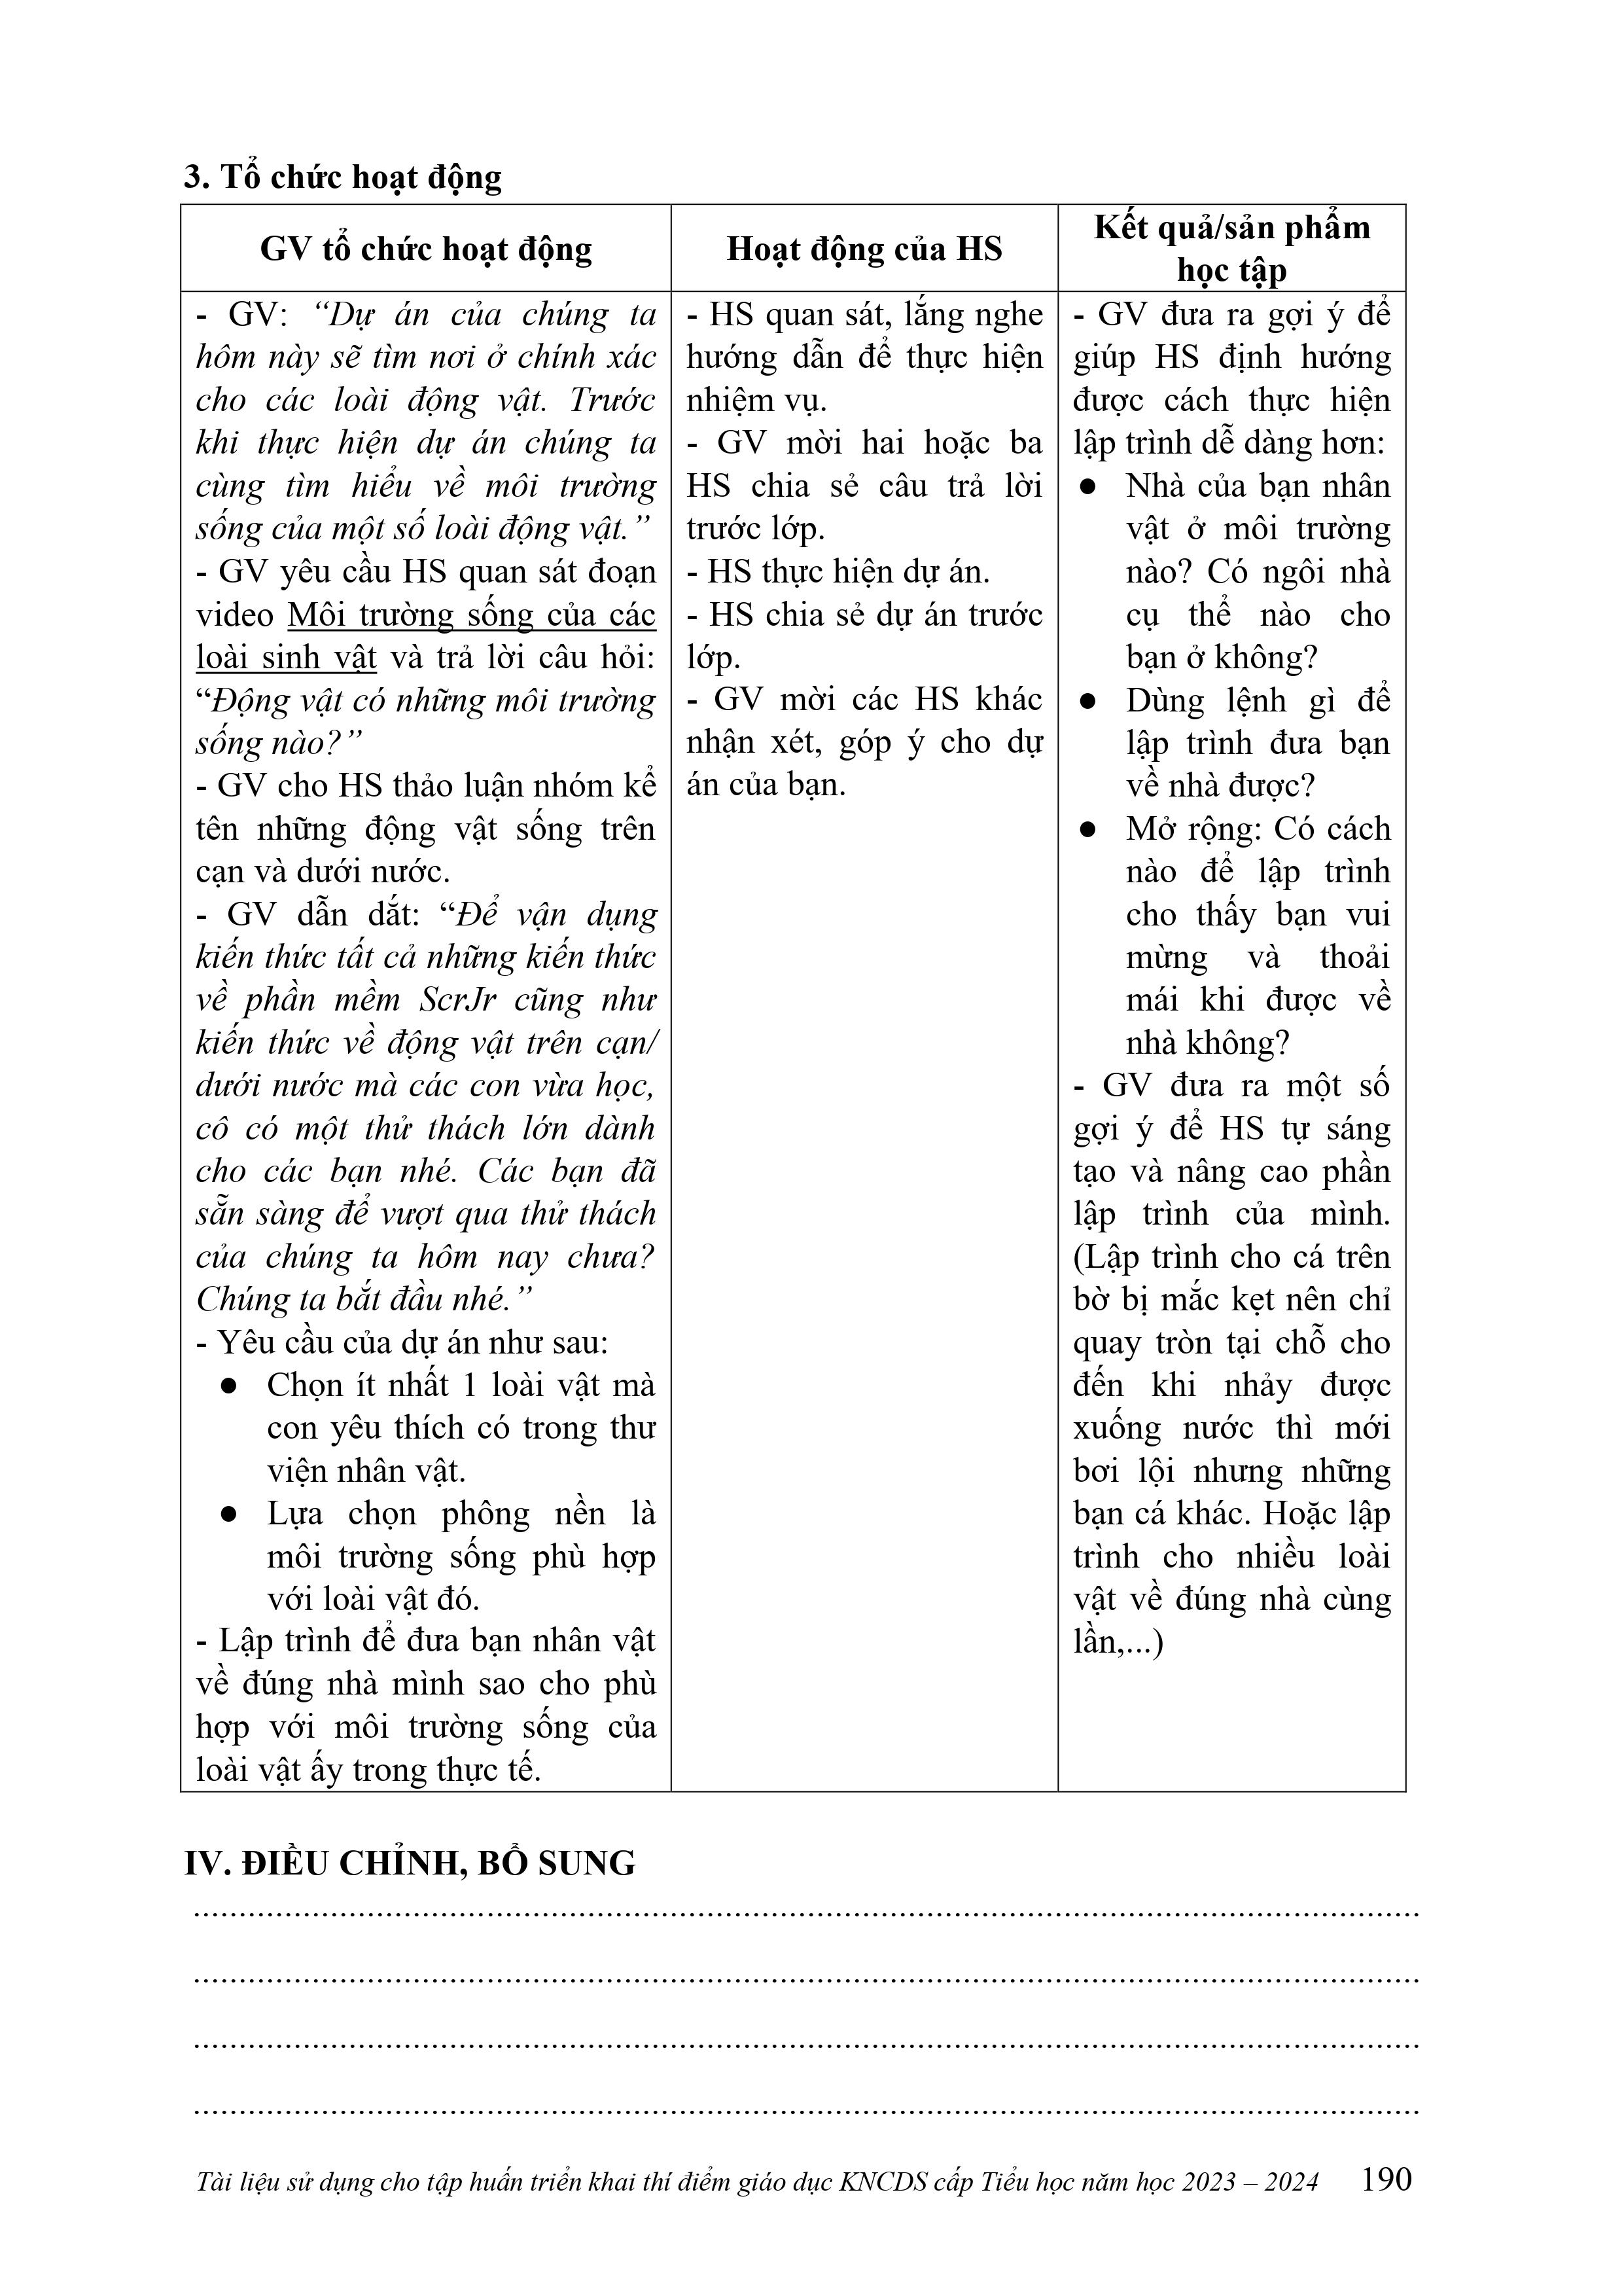 3. Tổ chức hoạt động
GV tổ chức hoạt động
Hoạt động của HS
Kết quả/sản phẩm
học tập
- GV: “Dự án của chúng ta
hôm này sẽ tìm nơi ở chính xác
cho các loài động vật. Trước
khi thực hiện dự án chúng ta
cùng tìm hiểu về môi trường
sống của một số loài động vật.”
- GV yêu cầu HS quan sát đoạn
video Môi trường sống của các
loài sinh vật và trả lời câu hỏi:
“Động vật có những môi trường
sống nào?”
- GV cho HS thảo luận nhóm kể
tên những động vật sống trên
cạn và dưới nước.
- GV dẫn dắt: “Để vận dụng
kiến thức tất cả những kiến thức
về phần mềm ScrJr cũng như
kiến thức về động vật trên cạn/
dưới nước mà các con vừa học,
cô có một thử thách lớn dành
cho các bạn nhé. Các bạn đã
sẵn sàng để vượt qua thử thách
của chúng ta hôm nay chưa?
Chúng ta bắt đầu nhé.”
- Yêu cầu của dự án như sau:
● Chọn ít nhất 1 loài vật mà
con yêu thích có trong thư
viện nhân vật.
● Lựa chọn phông nền là
môi trường sống phù hợp
với loài vật đó.
- Lập trình để đưa bạn nhân vật
về đúng nhà mình sao cho phù
hợp với môi trường sống của
loài vật ấy trong thực tế.
- HS quan sát, lắng nghe
hướng dẫn để thực hiện
nhiệm vụ.
- GV mời hai hoặc ba
HS chia sẻ câu trả lời
trước lớp.
- HS thực hiện dự án.
- HS chia sẻ dự án trước
lớp.
- GV mời các HS khác
nhận xét, góp ý cho dự
án của bạn.
- GV đưa ra gợi ý để
giúp HS định hướng
được cách thực hiện
lập trình dễ dàng hơn:
● Nhà của bạn nhân
vật ở môi trường
nào? Có ngôi nhà
cụ thể nào cho
bạn ở không?
● Dùng lệnh gì để
lập trình đưa bạn
về nhà được?
● Mở rộng: Có cách
nào để lập trình
cho thấy bạn vui
mừng và thoải
mái khi được về
nhà không?
- GV đưa ra một số
gợi ý để HS tự sáng
tạo và nâng cao phần
lập trình của mình.
(Lập trình cho cá trên
bờ bị mắc kẹt nên chỉ
quay tròn tại chỗ cho
đến khi nhảy được
xuống nước thì mới
bơi lội nhưng những
bạn cá khác. Hoặc lập
trình cho nhiều loài
vật về đúng nhà cùng
lần,...)
IV. ĐIỀU CHỈNH, BỔ SUNG
Tài liệu sử dụng cho tập huấn triển khai thí điểm giáo dục KNCDS cấp Tiểu học năm học 2023 – 2024 190